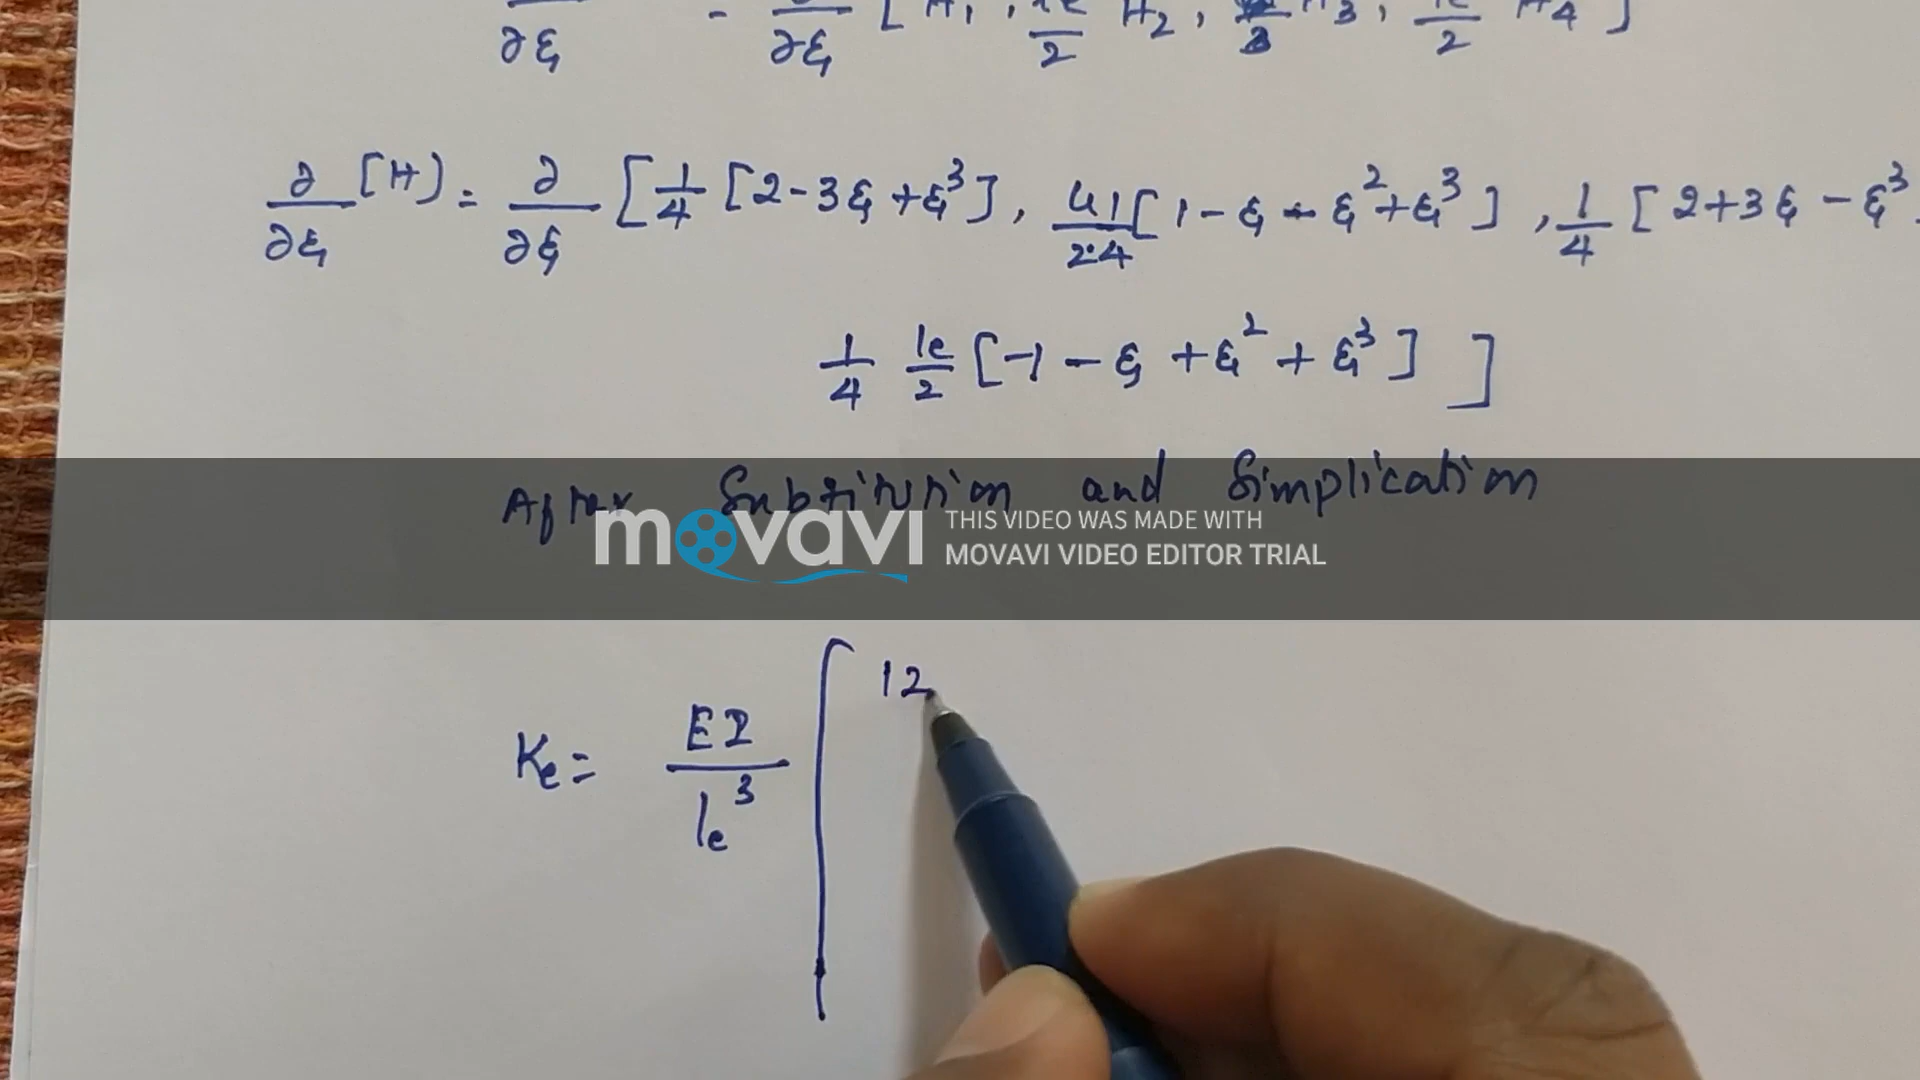 ∂/∂ξ = ∂/∂ξ [H₁, le/2 H₂, H₃, le/2 H₄]
∂/∂ξ [H] = ∂/∂ξ [1/4 [2-3ξ+ξ³], 1/2·4 [1-ξ-ξ²+ξ³], 1/4 [2+3ξ-ξ³
1/4 le/2 [-1-ξ+ξ²+ξ³] ]
After Substitution and Simplication
movavi THIS VIDEO WAS MADE WITH
MOVAVI VIDEO EDITOR TRIAL
Ke = EI/le³ [ 12